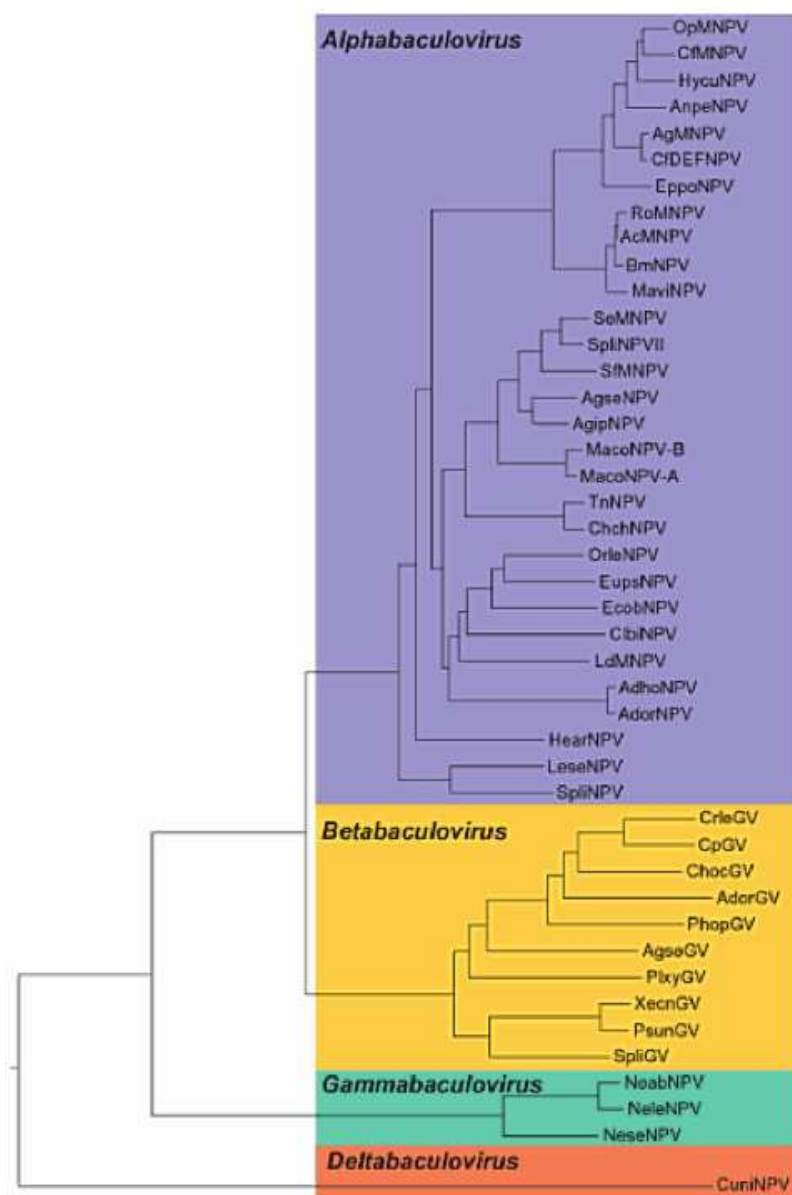 Alphabaculovirus
OpMNPV
CfMNPV
HycuNPV
AnpeNPV
AgMNPV
CfDEFNPV
EppoNPV
RoMNPV
AcMNPV
BmNPV
MaviNPV
SeMNPV
SpliNPVII
SfMNPV
AgseNPV
AgipNPV
MacoNPV-B
MacoNPV-A
TnNPV
ChchNPV
OrleNPV
EupsNPV
EcobNPV
ClbiNPV
LdMNPV
AdhoNPV
AdorNPV
HearNPV
LeseNPV
SpliNPV
Betabaculovirus
CrleGV
CpGV
ChocGV
AdorGV
PhopGV
AgseGV
PlxyGV
XecnGV
PsunGV
SpliGV
Gammabaculovirus
NeabNPV
NeleNPV
NeseNPV
Deltabaculovirus
CuniNPV